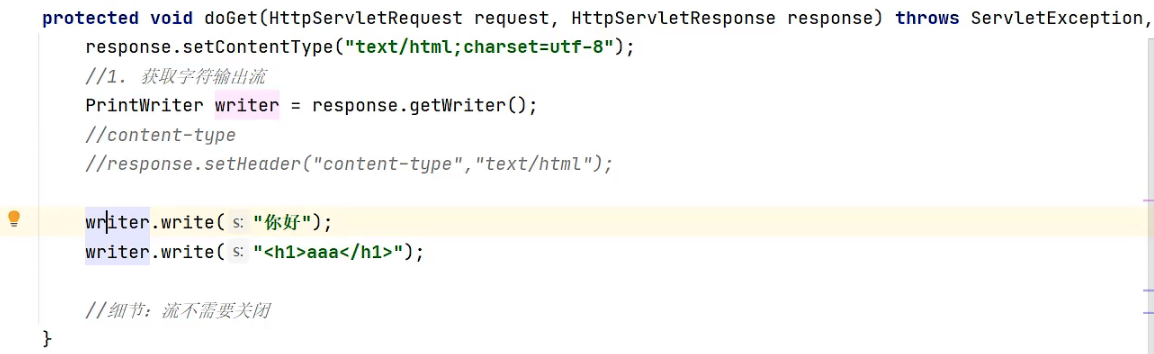 protected void doGet(HttpServletRequest request, HttpServletResponse response) throws ServletException,
response.setContentType("text/html;charset=utf-8");
//1. 获取字符输出流
PrintWriter writer = response.getWriter();
//content-type
//response.setHeader("content-type","text/html");
writer.write( s: "你好");
writer.write( s: "<h1>aaa</h1>");
//细节：流不需要关闭
}